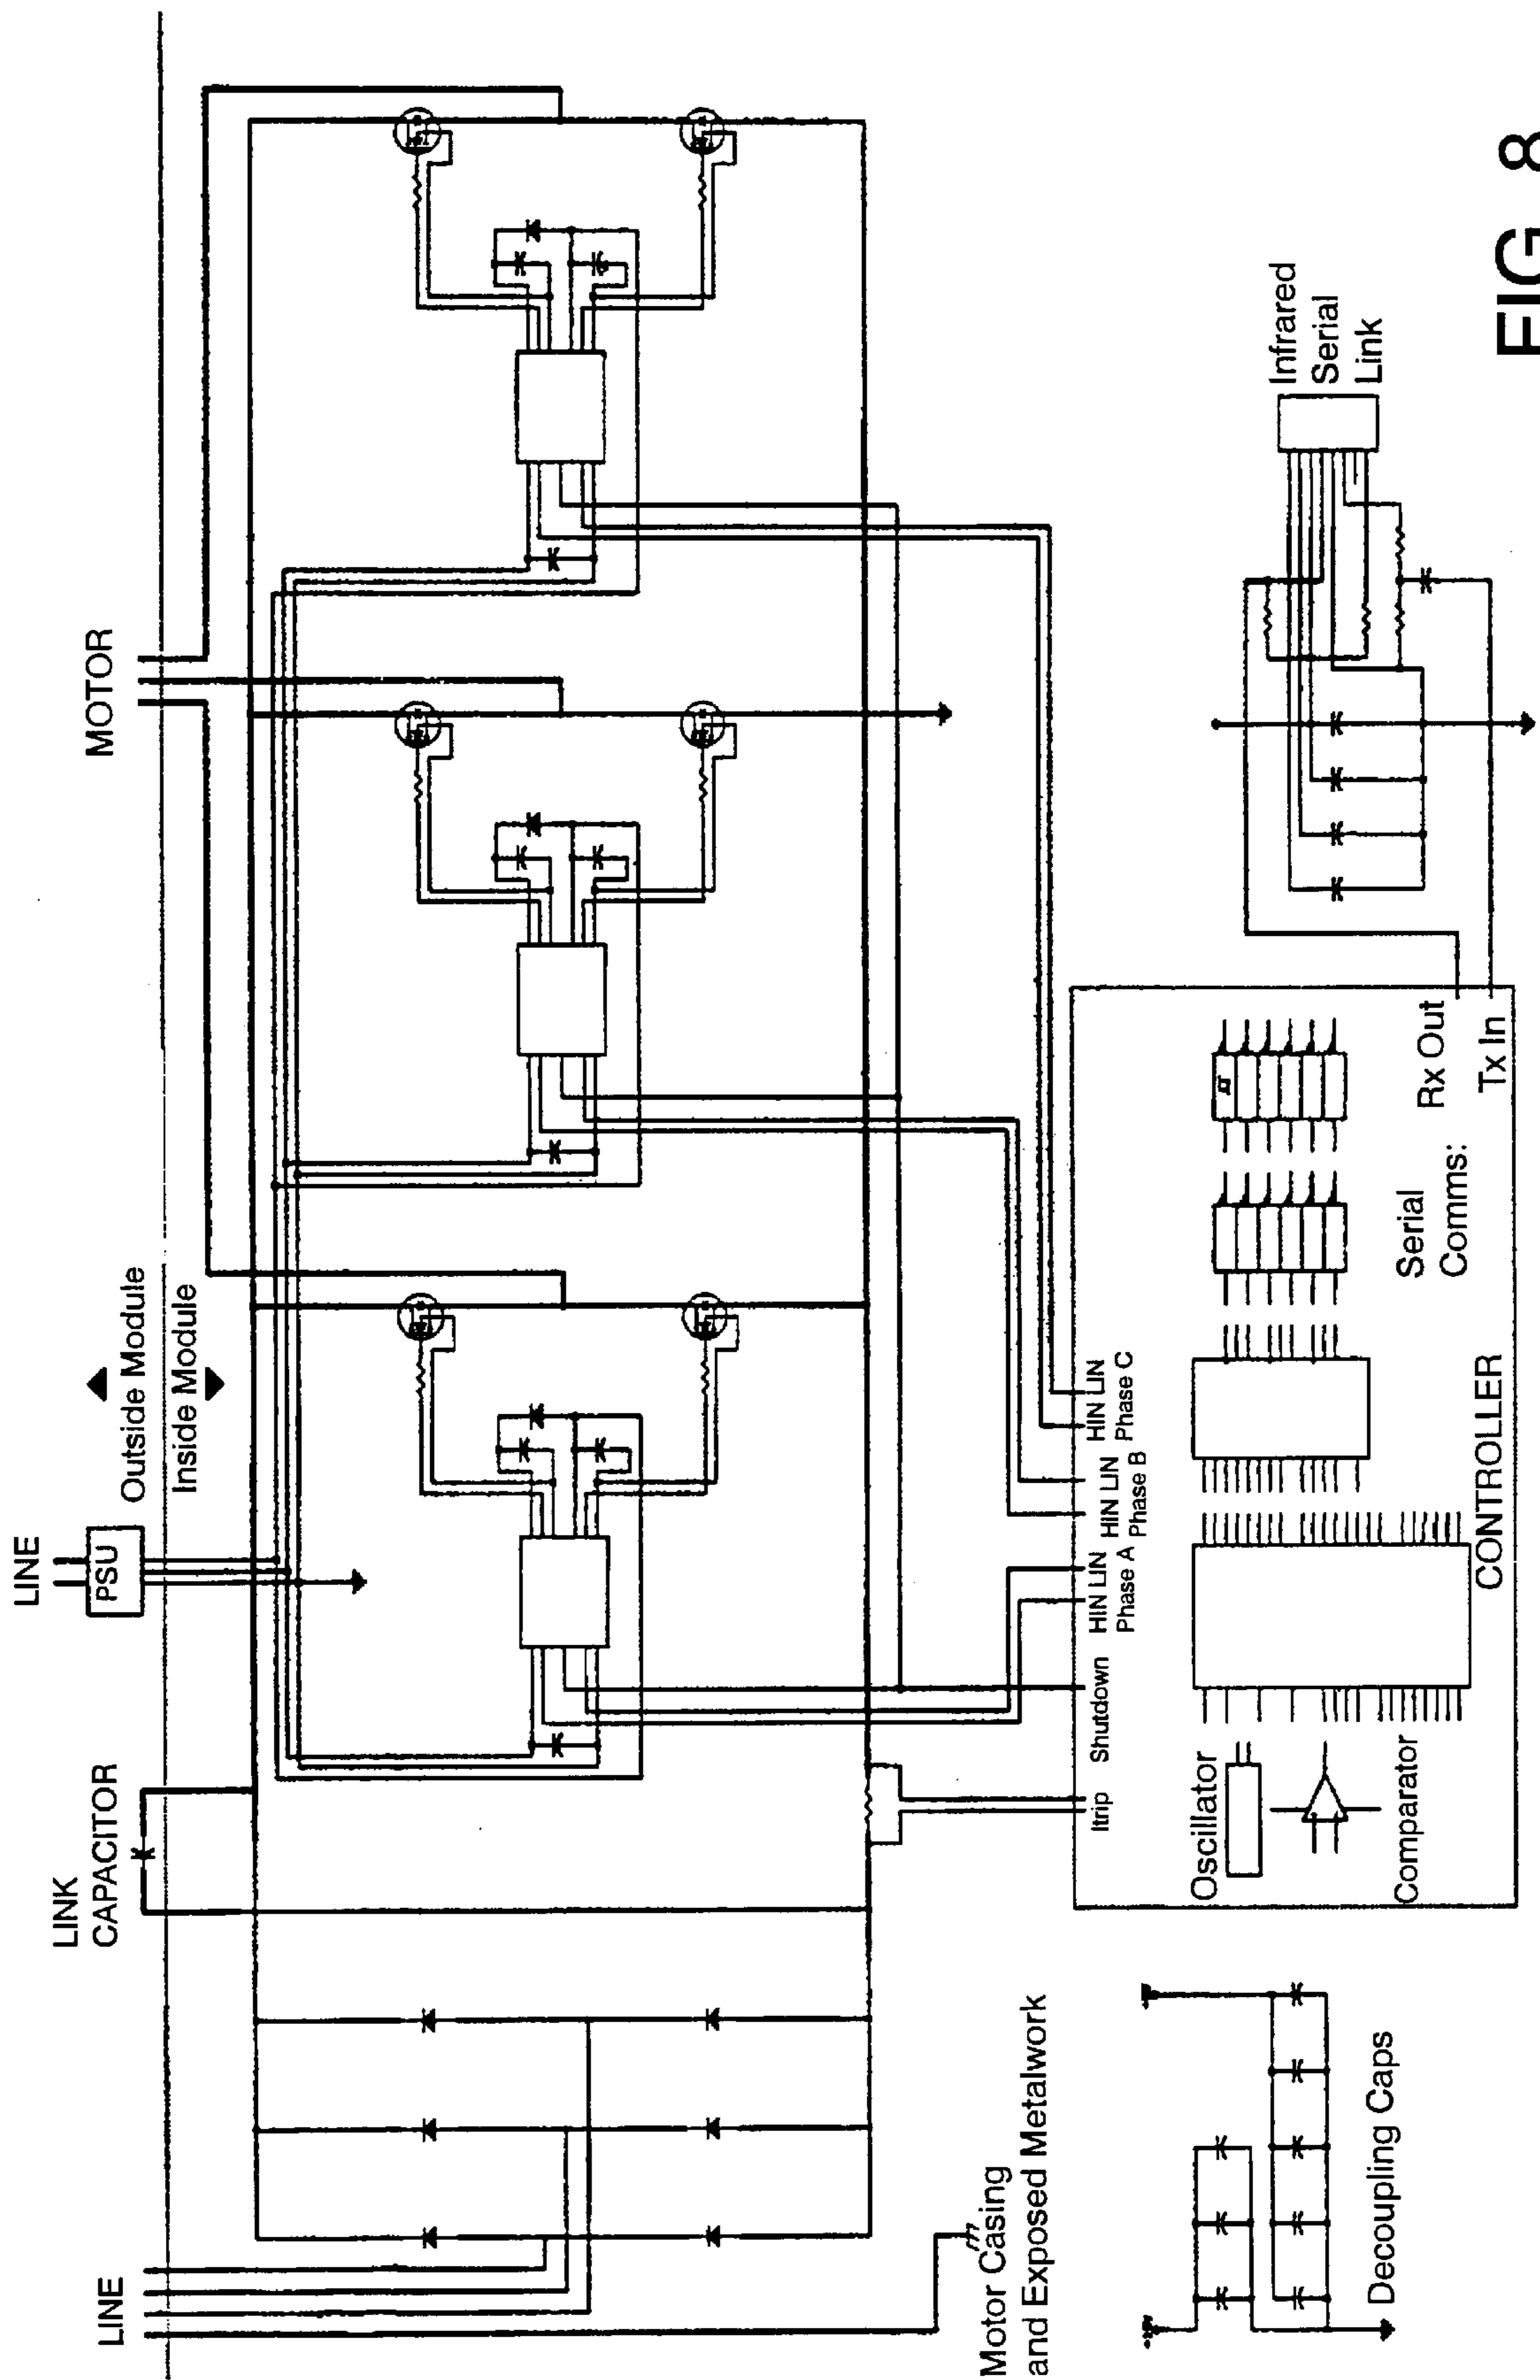 LINE
LINK
CAPACITOR
LINE
PSU
Outside Module
Inside Module
MOTOR
Motor Casing
and Exposed Metalwork
Itrip
Shutdown
HIN LIN
Phase A
HIN LIN
Phase B
HIN LIN
Phase C
Oscillator
Comparator
CONTROLLER
Serial
Comms:
Rx Out
Tx In
Infrared
Serial
Link
Decoupling Caps
FIG 8